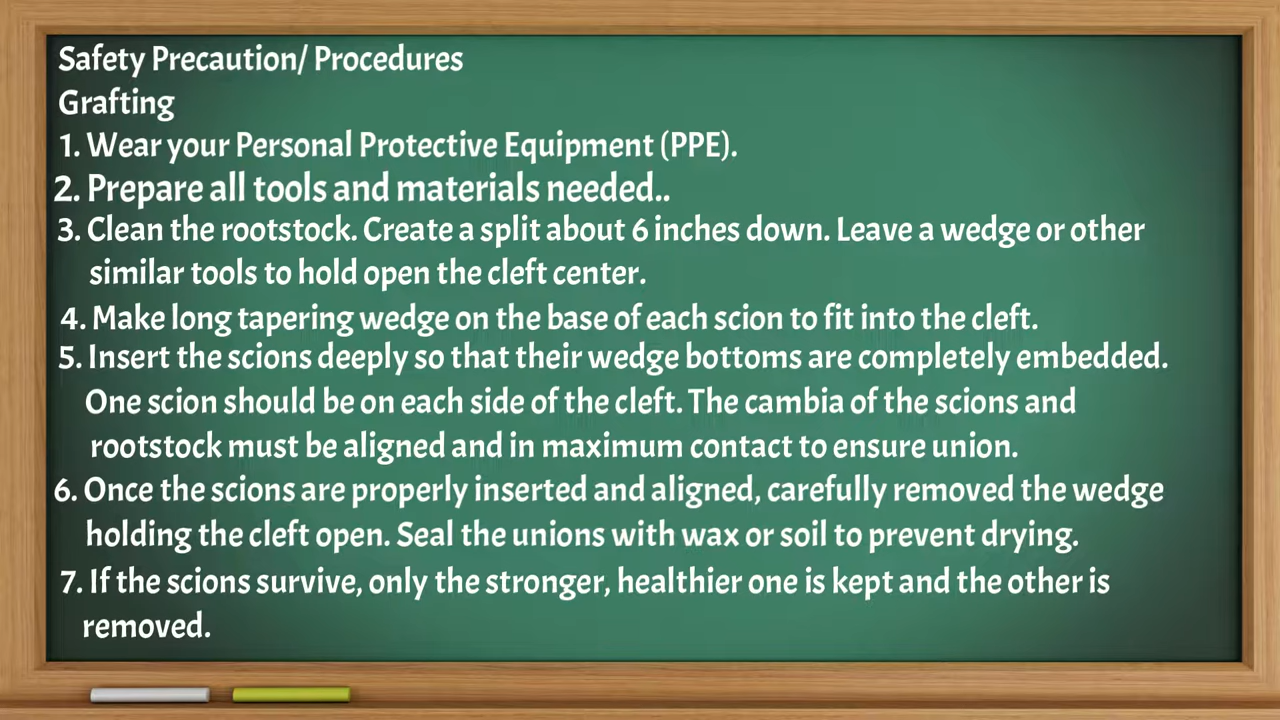 Safety Precaution/ Procedures
Grafting
1. Wear your Personal Protective Equipment (PPE).
2. Prepare all tools and materials needed..
3. Clean the rootstock. Create a split about 6 inches down. Leave a wedge or other
similar tools to hold open the cleft center.
4. Make long tapering wedge on the base of each scion to fit into the cleft.
5. Insert the scions deeply so that their wedge bottoms are completely embedded.
One scion should be on each side of the cleft. The cambia of the scions and
rootstock must be aligned and in maximum contact to ensure union.
6. Once the scions are properly inserted and aligned, carefully removed the wedge
holding the cleft open. Seal the unions with wax or soil to prevent drying.
7. If the scions survive, only the stronger, healthier one is kept and the other is
removed.